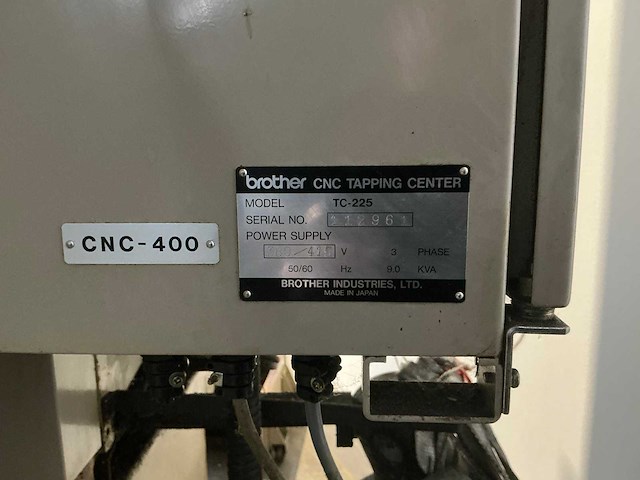 brother CNC TAPPING CENTER
MODEL TC-225
SERIAL NO. 112961
POWER SUPPLY
V 3 PHASE
50/60 Hz 9.0 KVA
BROTHER INDUSTRIES, LTD.
MADE IN JAPAN
CNC-400